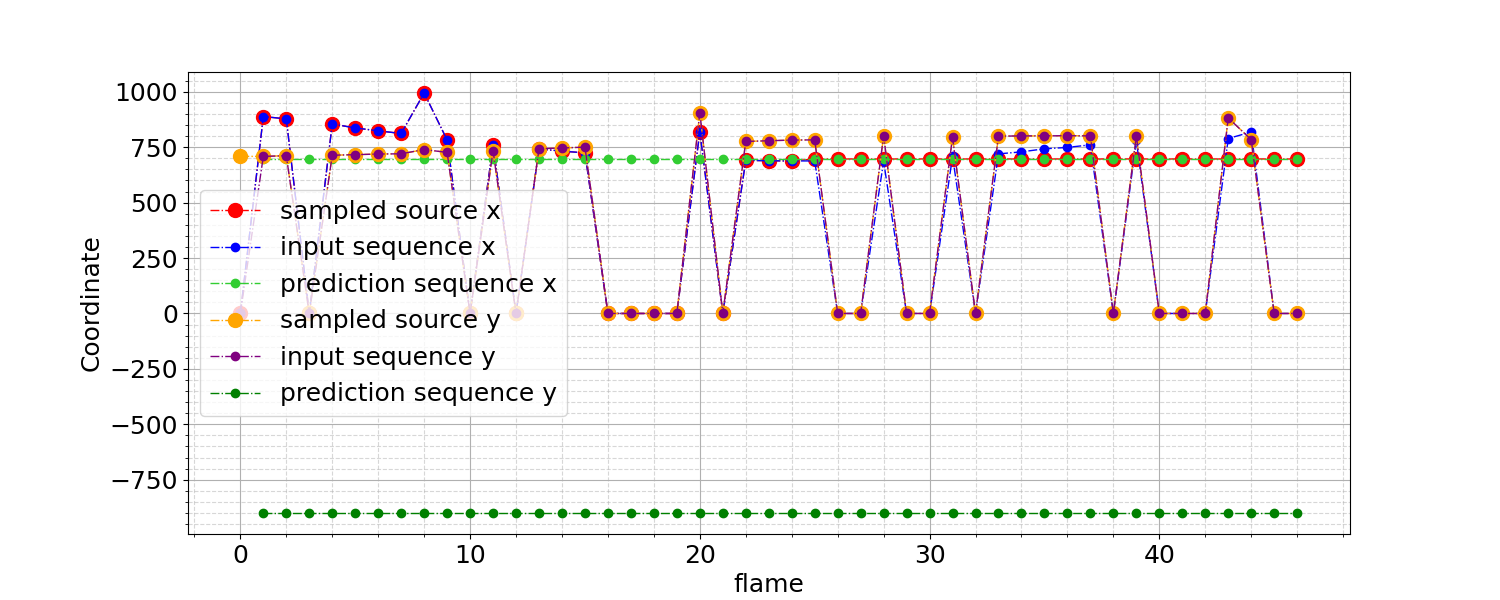 1000
750
500
250
0
−250
−500
−750
Coordinate
sampled source x
input sequence x
prediction sequence x
sampled source y
input sequence y
prediction sequence y
0 10 20 30 40
flame